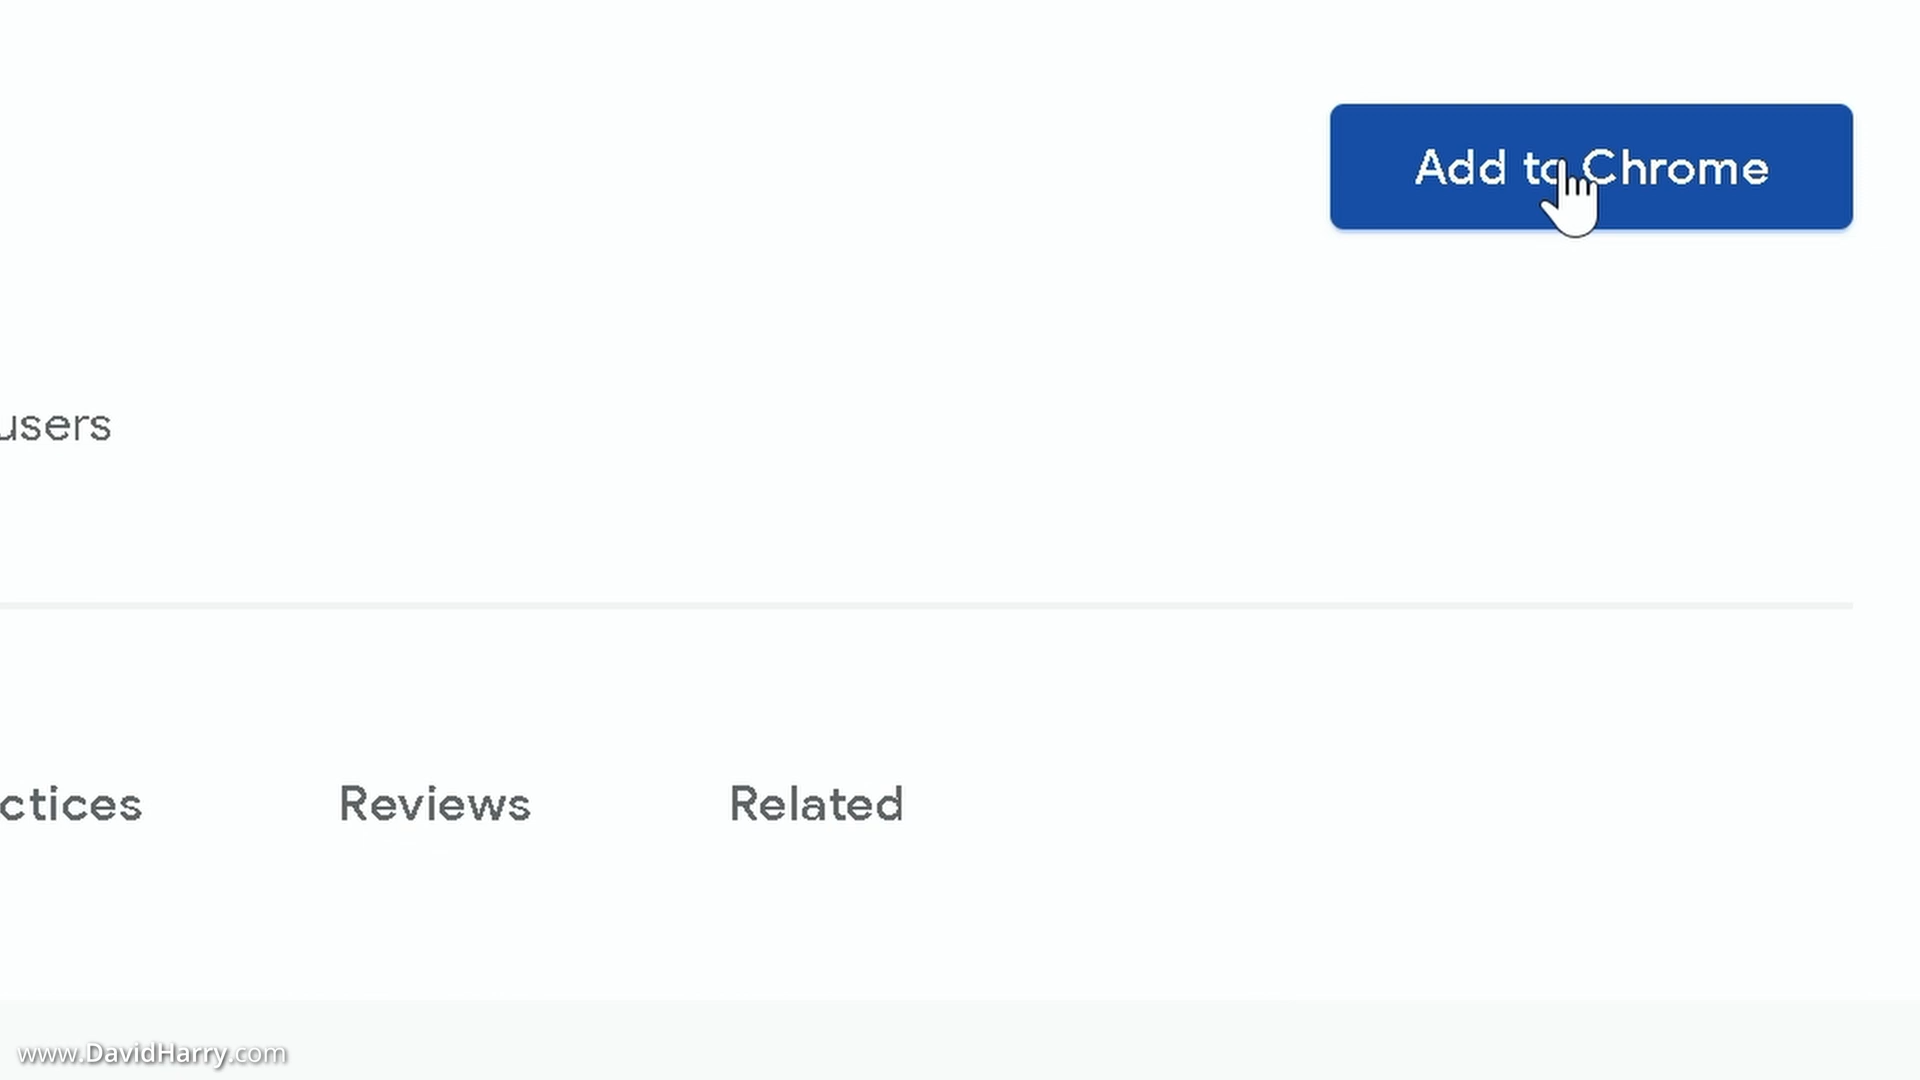 Add to Chrome
users
ctices
Reviews
Related
www.DavidHarry.com